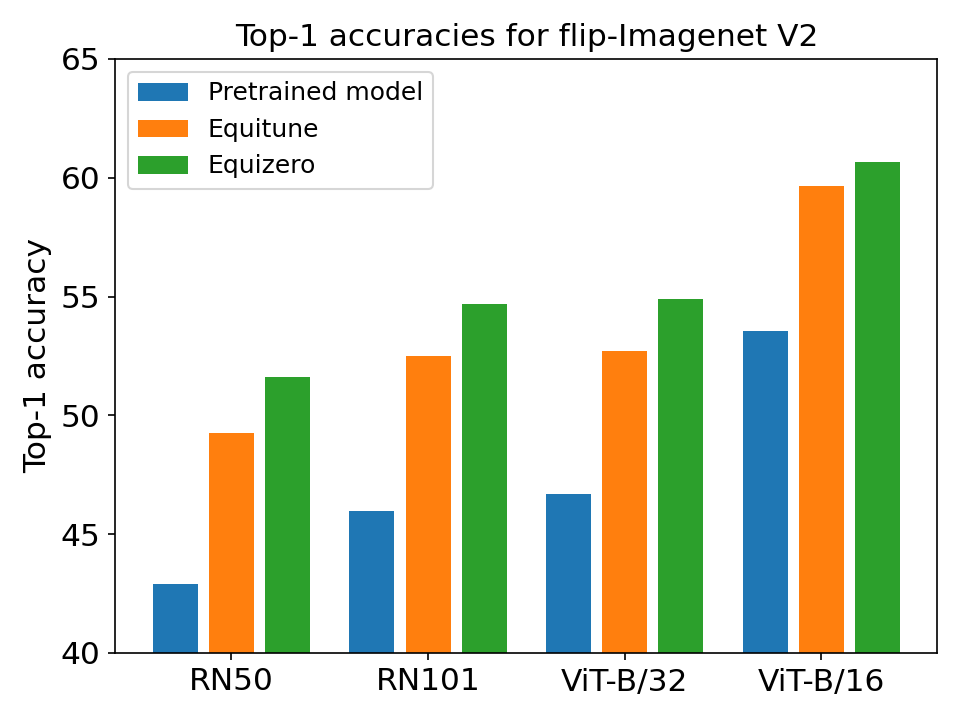 Top-1 accuracies for flip-Imagenet V2
Pretrained model
Equitune
Equizero
Top-1 accuracy
65
60
55
50
45
40
RN50
RN101
ViT-B/32
ViT-B/16